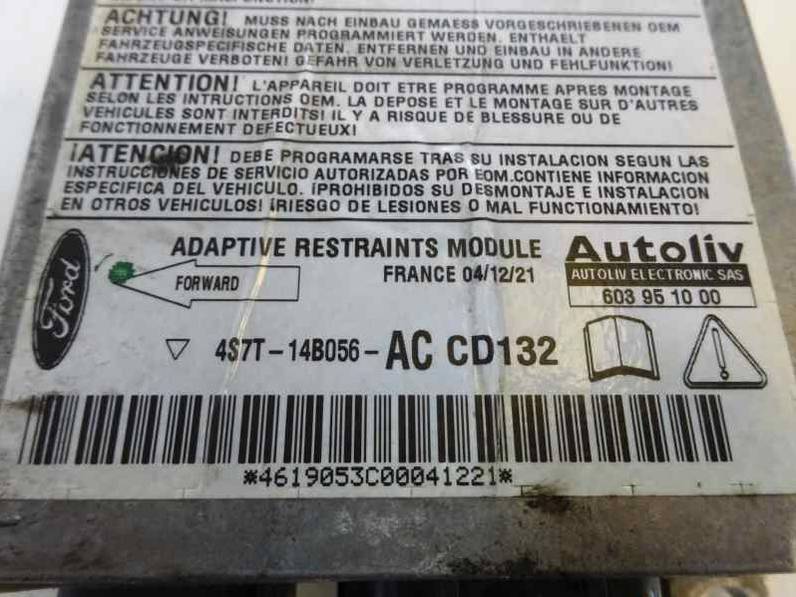 ACHTUNG! MUSS NACH EINBAU GEMAESS VORGESCHRIEBENEN OEM
SERVICE ANWEISUNGEN PROGRAMMIERT WERDEN. ENTHAELT
FAHRZEUGSPEZIFISCHE DATEN. ENTFERNEN UND EINBAU IN ANDERE
FAHRZEUGE VERBOTEN! GEFAHR VON VERLETZUNG UND FEHLFUNKTION!
ATTENTION! L'APPAREIL DOIT ETRE PROGRAMME APRES MONTAGE
SELON LES INTRUCTIONS OEM. LA DEPOSE ET LE MONTAGE SUR D'AUTRES
VEHICULES SONT INTERDITS! IL Y A RISQUE DE BLESSURE OU DE
FONCTIONNEMENT DEFECTUEUX!
¡ATENCION! DEBE PROGRAMARSE TRAS SU INSTALACION SEGUN LAS
INSTRUCCIONES DE SERVICIO AUTORIZADAS POR EOM.CONTIENE INFORMACION
ESPECIFICA DEL VEHICULO. ¡PROHIBIDOS SU DESMONTAJE E INSTALACION
EN OTROS VEHICULOS! ¡RIESGO DE LESIONES O MAL FUNCIONAMIENTO!
Ford
FORWARD
ADAPTIVE RESTRAINTS MODULE
FRANCE 04/12/21
Autoliv
AUTOLIV ELECTRONIC SAS
603 95 10 00
4S7T-14B056-AC CD132
*4619053C00041221*